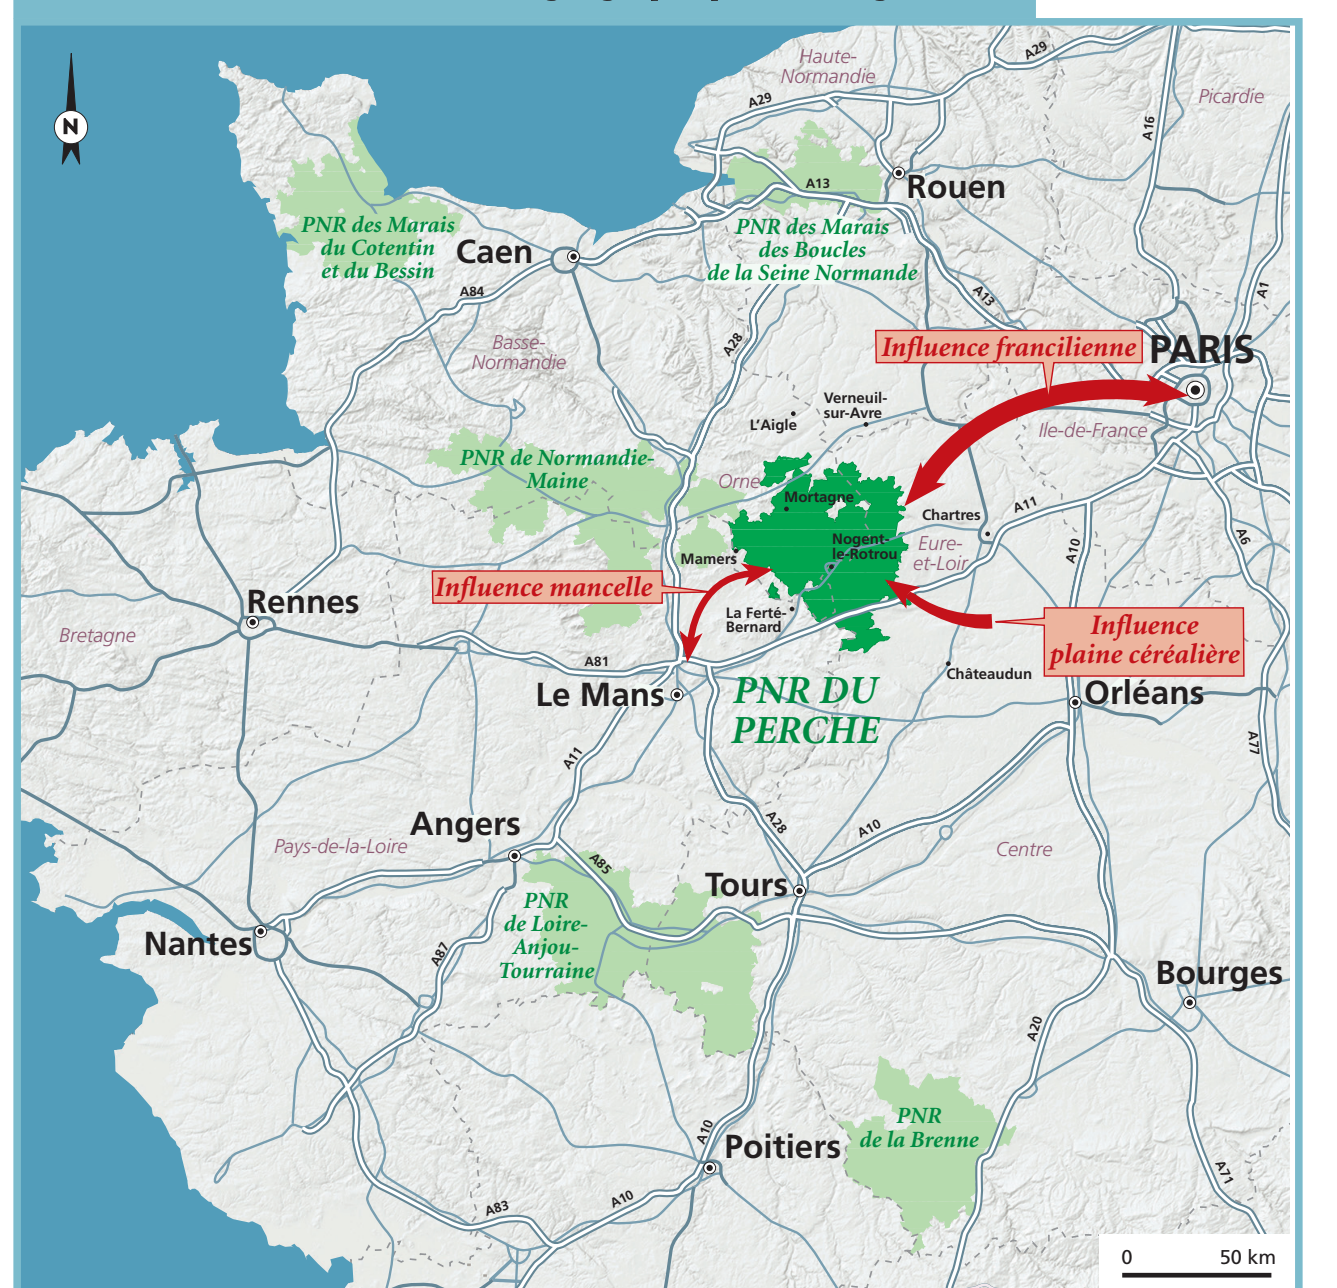 Haute-
Normandie
A29
A29
Picardie
A16
N
A13
Rouen
PNR des Marais
du Cotentin
et du Bessin
Caen
PNR des Marais
des Boucles
de la Seine Normande
A84
A13
A1
Basse-
Normandie
A28
Influence francilienne
PARIS
Verneuil-
sur-Avre
L'Aigle
Ile-de-France
PNR de Normandie-
Maine
Orne
Mortagne
Chartres
A11
A10
A6
Nogent-
le-Rotrou
Eure-
et-Loir
Mamers
Influence mancelle
Rennes
La Ferté-
Bernard
Bretagne
Influence
plaine céréalière
A81
Châteaudun
Le Mans
PNR DU
PERCHE
Orléans
A77
A11
Angers
A28
A10
Pays-de-la-Loire
Centre
A85
Tours
PNR
de Loire-
Anjou-
Tourraine
Nantes
A87
Bourges
A20
PNR
de la Brenne
A10
Poitiers
A71
A83
A10
0 50 km